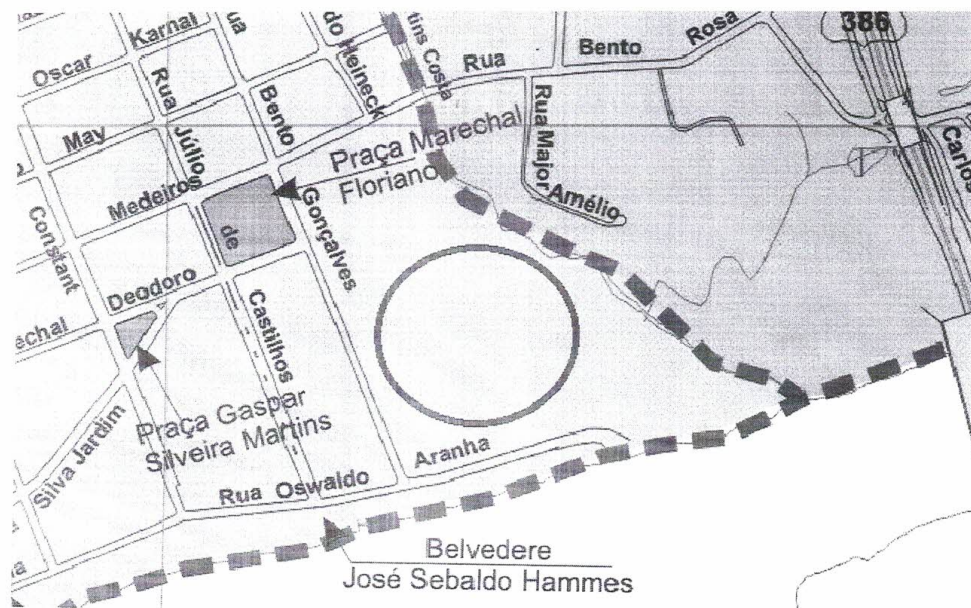 Oscar
Karnal
Rua
May
Júlio
Bento
do Heineck
tins Costa
Rua
Bento
Rosa
386
Carlos
Rua Major
Amélio
Praça Marechal
Floriano
Medeiros
de
Gonçalves
Constant
Deodoro
echal
Castilhos
Praça Gaspar
Silveira Martins
Silva Jardim
Rua Oswaldo
Aranha
Belvedere
José Sebaldo Hammes